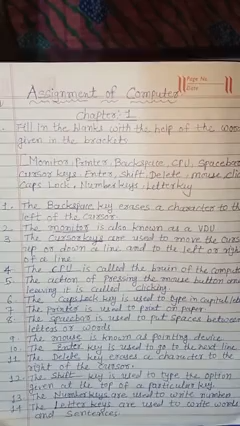 Page No.
Date
Assignment of Computer
Chapter: 1
Fill in the blanks with the help of the words
given in the brackets
Monitor, Printer, Backspace, CPU, Spacebar
Cursor keys, Enter, Shift, Delete, mouse, clic
Caps Lock, Number keys, Letter key
1. The Backspace key erases a character to the
left of the cursor
2. The monitor is also known as a VDU
3. The cursor keys are used to move the curs
up or down a line and to the left or righ
of a line
4. The CPU is called the brain of the compute
5. The action of pressing the mouse button an
leaving it is called clicking.
6. The Caps Lock key is used to type in capital lett
7. The printer is used to print on paper
8. The spacebar is used to put spaces between
letters or words
9. The mouse is known as pointing device
10. The Enter key is used to go to the next line
11. The Delete key erases a character to the
right of the cursor.
12. The Shift key is used to type the option
given at the top of a particular key.
13. The Number keys are used to write number
14. The Letter keys are used to write words
and sentences